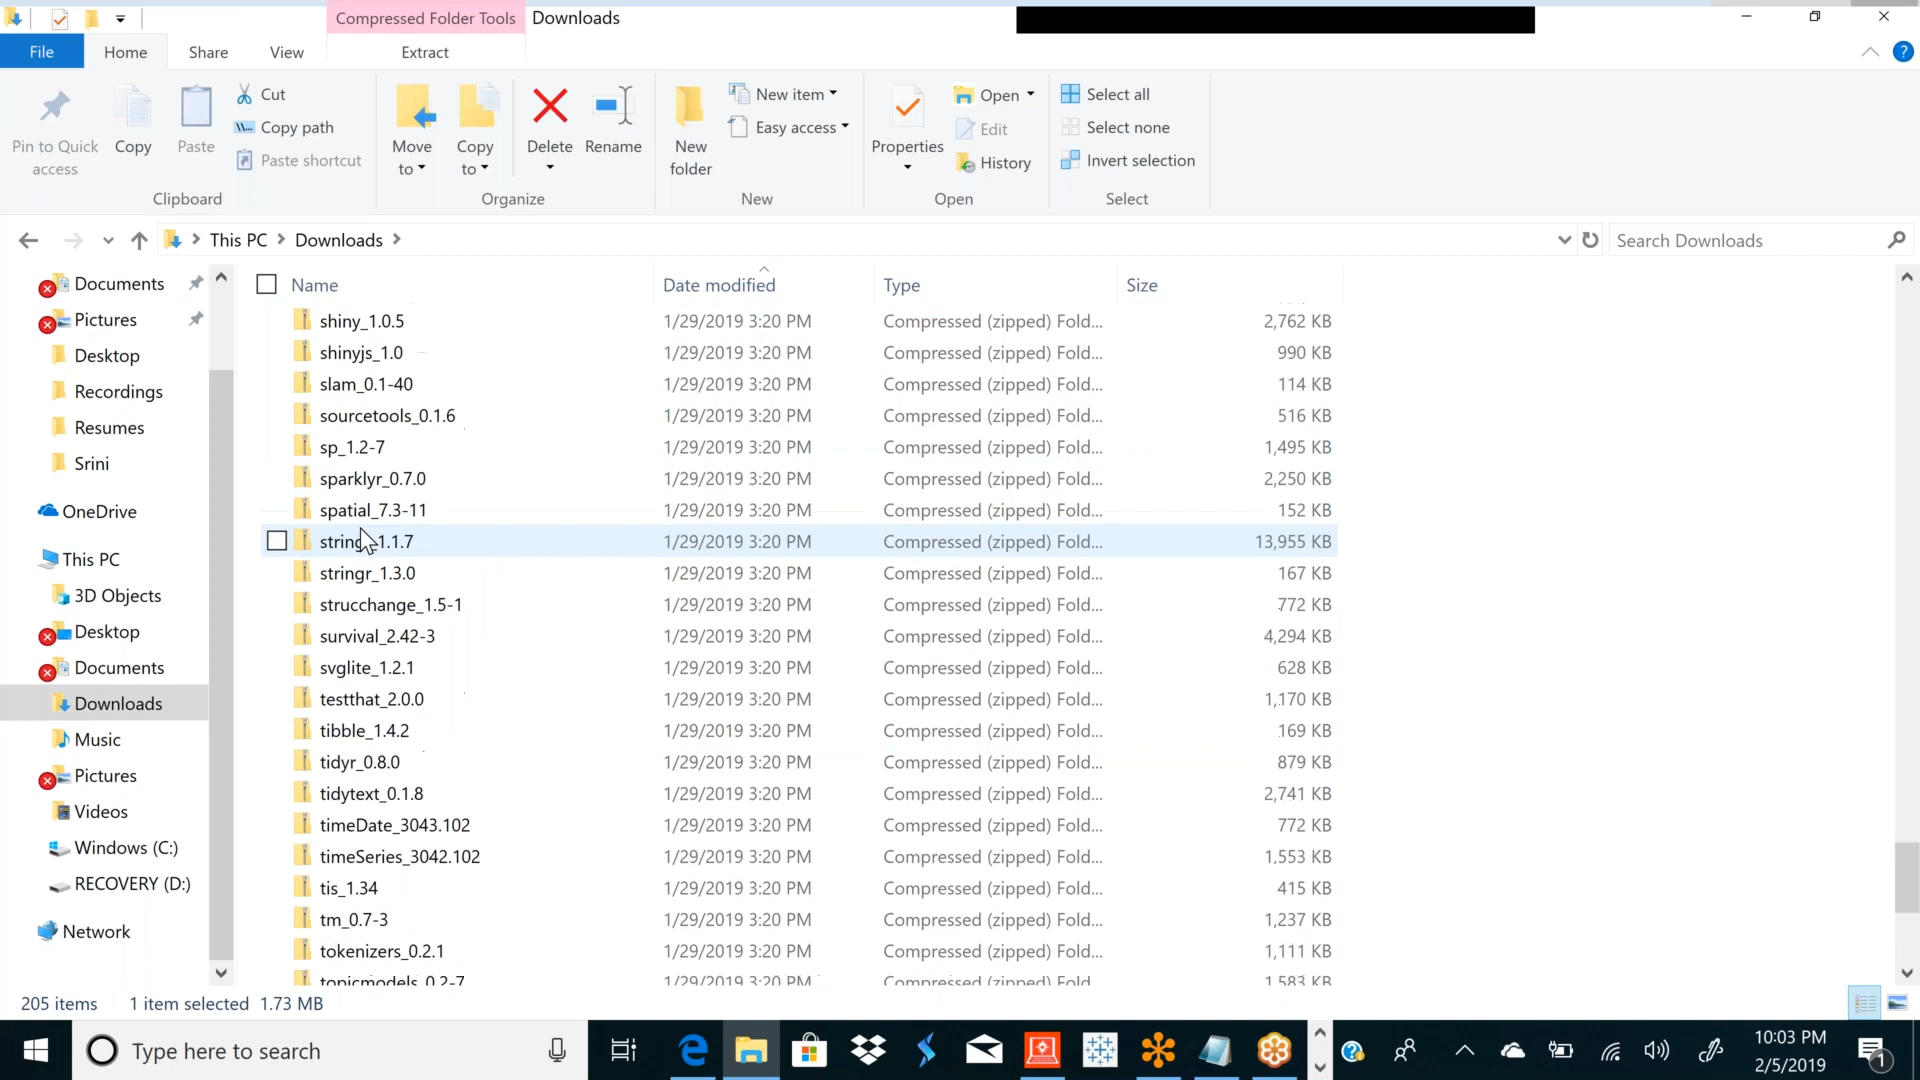 Compressed Folder Tools Downloads
File Home Share View Extract
Pin to Quick access
Copy
Paste
Cut
Copy path
Paste shortcut
Clipboard
Move to
Copy to
Delete
Rename
Organize
New folder
New item
Easy access
New
Properties
Open
Edit
History
Open
Select all
Select none
Invert selection
Select
This PC > Downloads >
Search Downloads
Documents
Pictures
Desktop
Recordings
Resumes
Srini
OneDrive
This PC
3D Objects
Desktop
Documents
Downloads
Music
Pictures
Videos
Windows (C:)
RECOVERY (D:)
Network
Name Date modified Type Size
shiny_1.0.5 1/29/2019 3:20 PM Compressed (zipped) Fold... 2,762 KB
shinyjs_1.0 1/29/2019 3:20 PM Compressed (zipped) Fold... 990 KB
slam_0.1-40 1/29/2019 3:20 PM Compressed (zipped) Fold... 114 KB
sourcetools_0.1.6 1/29/2019 3:20 PM Compressed (zipped) Fold... 516 KB
sp_1.2-7 1/29/2019 3:20 PM Compressed (zipped) Fold... 1,495 KB
sparklyr_0.7.0 1/29/2019 3:20 PM Compressed (zipped) Fold... 2,250 KB
spatial_7.3-11 1/29/2019 3:20 PM Compressed (zipped) Fold... 152 KB
1.1.7 1/29/2019 3:20 PM Compressed (zipped) Fold... 13,955 KB
stringr_1.3.0 1/29/2019 3:20 PM Compressed (zipped) Fold... 167 KB
strucchange_1.5-1 1/29/2019 3:20 PM Compressed (zipped) Fold... 772 KB
survival_2.42-3 1/29/2019 3:20 PM Compressed (zipped) Fold... 4,294 KB
svglite_1.2.1 1/29/2019 3:20 PM Compressed (zipped) Fold... 628 KB
testthat_2.0.0 1/29/2019 3:20 PM Compressed (zipped) Fold... 1,170 KB
tibble_1.4.2 1/29/2019 3:20 PM Compressed (zipped) Fold... 169 KB
tidyr_0.8.0 1/29/2019 3:20 PM Compressed (zipped) Fold... 879 KB
tidytext_0.1.8 1/29/2019 3:20 PM Compressed (zipped) Fold... 2,741 KB
timeDate_3043.102 1/29/2019 3:20 PM Compressed (zipped) Fold... 772 KB
timeSeries_3042.102 1/29/2019 3:20 PM Compressed (zipped) Fold... 1,553 KB
tis_1.34 1/29/2019 3:20 PM Compressed (zipped) Fold... 415 KB
tm_0.7-3 1/29/2019 3:20 PM Compressed (zipped) Fold... 1,237 KB
tokenizers_0.2.1 1/29/2019 3:20 PM Compressed (zipped) Fold... 1,111 KB
topicmodels_0.2-7 1/29/2019 3:20 PM Compressed (zipped) Fold... 1,583 KB
205 items 1 item selected 1.73 MB
Type here to search
10:03 PM
2/5/2019
1